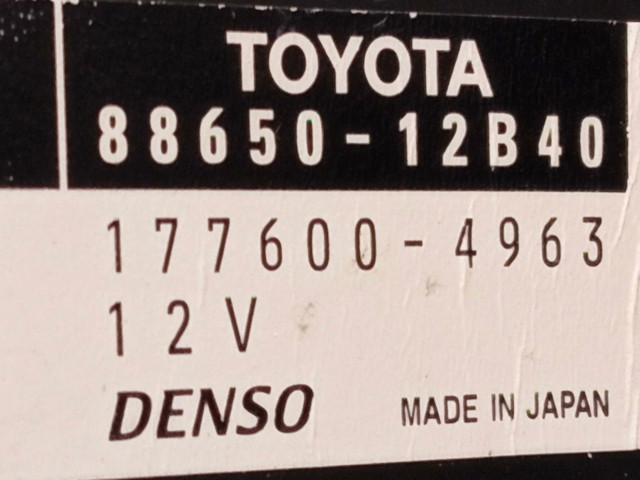 TOYOTA
88650-12B40
177600-4963
12V
DENSO MADE IN JAPAN